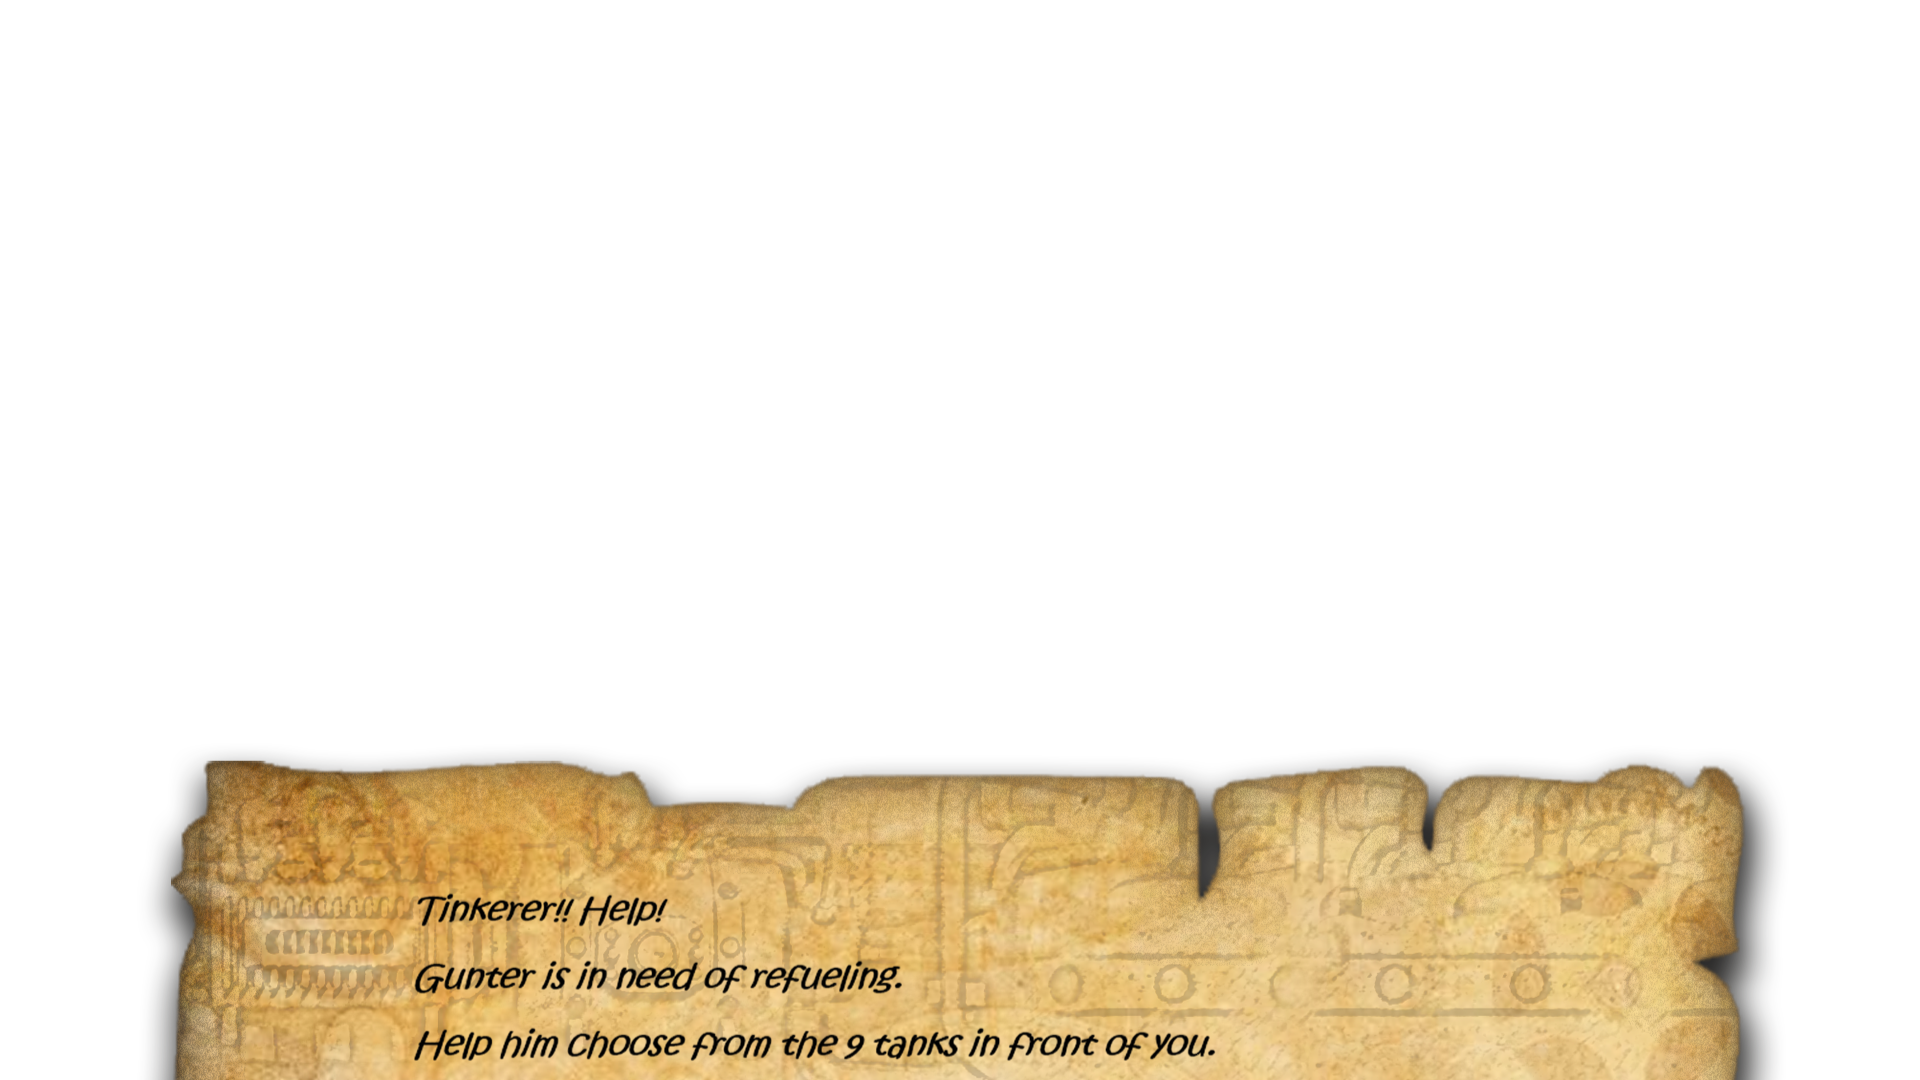 Tinkerer!! Help!
Gunter is in need of refueling.
Help him choose from the 9 tanks in front of you.